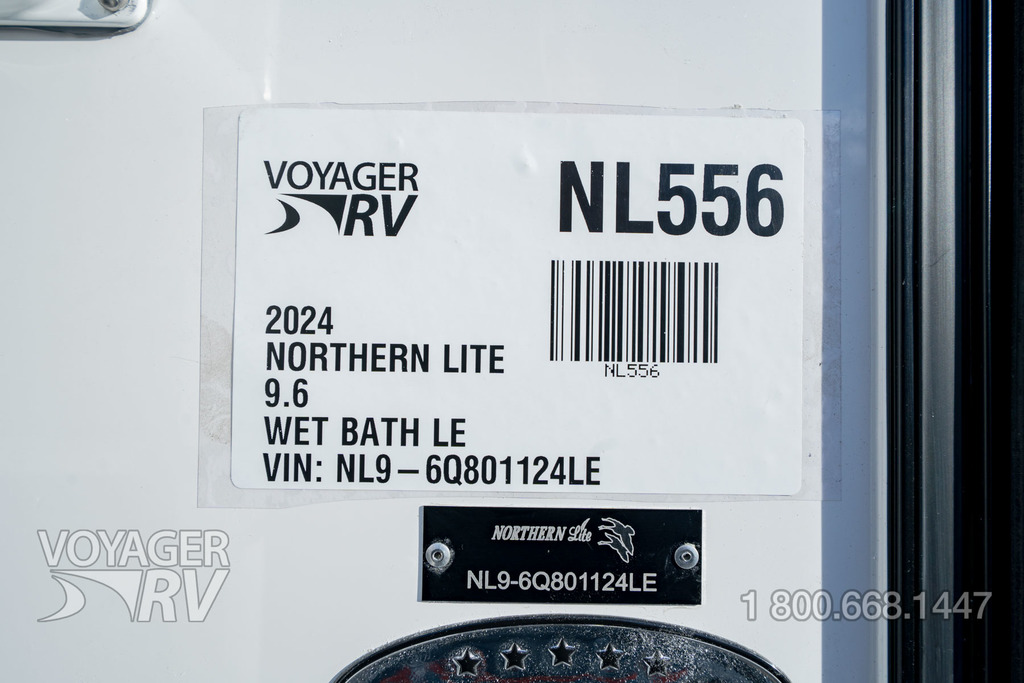 VOYAGER
RV
NL556
NL556
2024
NORTHERN LITE
9.6
WET BATH LE
VIN: NL9–6Q801124LE
NORTHERN Lite
NL9-6Q801124LE
VOYAGER
RV
1 800.668.1447